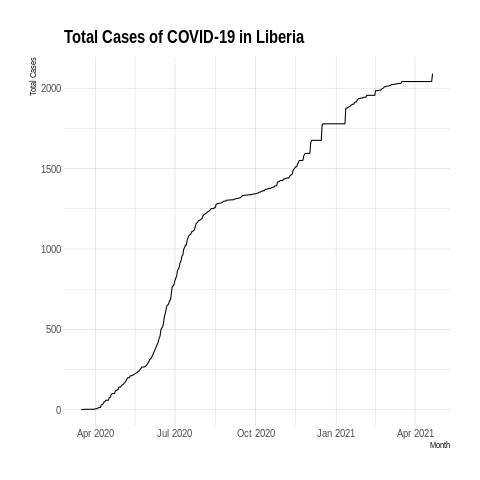 Total Cases of COVID-19 in Liberia
Total Cases
2000
1500
1000
500
0
Apr 2020 Jul 2020 Oct 2020 Jan 2021 Apr 2021
Month